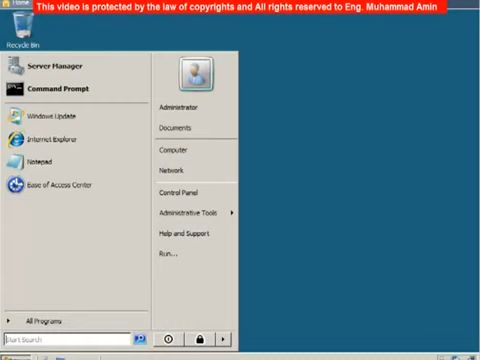 Home
This video is protected by the law of copyrights and All rights reserved to Eng. Muhammad Amin
Recycle Bin
Server Manager
Command Prompt
Windows Update
Internet Explorer
Notepad
Ease of Access Center
All Programs
Start Search
Administrator
Documents
Computer
Network
Control Panel
Administrative Tools
Help and Support
Run...